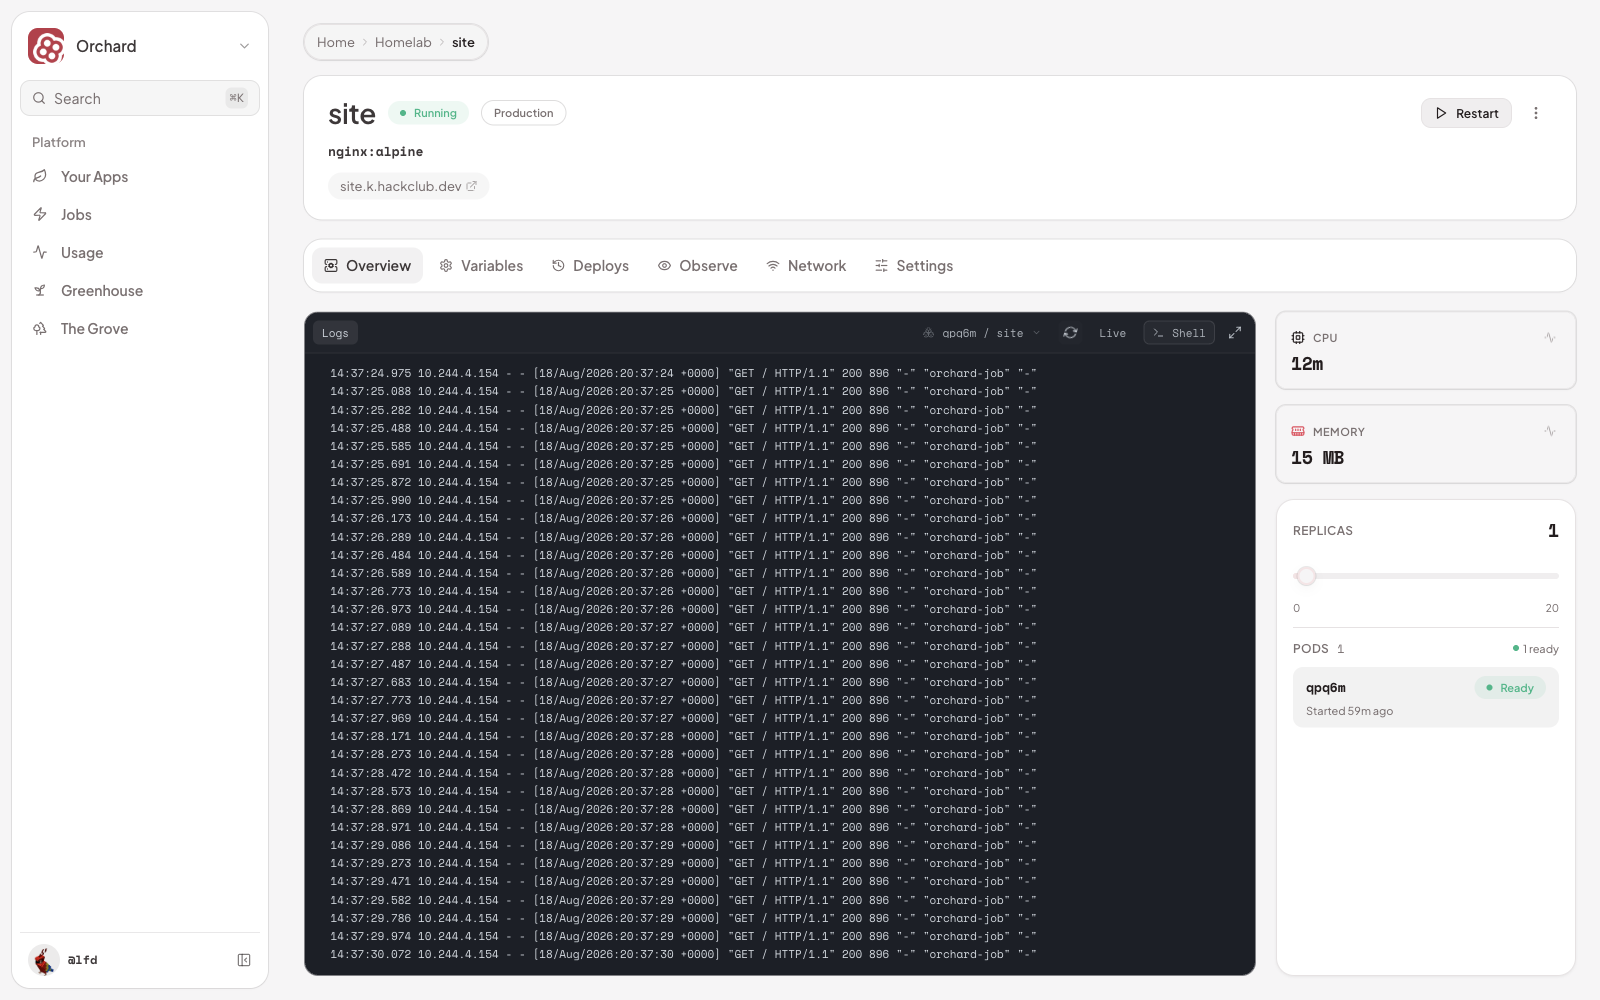 Orchard
Search ⌘K
Platform
Your Apps
Jobs
Usage
Greenhouse
The Grove
@lfd
Home › Homelab › site
site Running Production
Restart
nginx:alpine
site.k.hackclub.dev
Overview Variables Deploys Observe Network Settings
Logs qpq6m / site Live Shell
14:37:24.975 10.244.4.154 - - [18/Aug/2026:20:37:24 +0000] "GET / HTTP/1.1" 200 896 "-" "orchard-job" "-"
14:37:25.088 10.244.4.154 - - [18/Aug/2026:20:37:25 +0000] "GET / HTTP/1.1" 200 896 "-" "orchard-job" "-"
14:37:25.282 10.244.4.154 - - [18/Aug/2026:20:37:25 +0000] "GET / HTTP/1.1" 200 896 "-" "orchard-job" "-"
14:37:25.488 10.244.4.154 - - [18/Aug/2026:20:37:25 +0000] "GET / HTTP/1.1" 200 896 "-" "orchard-job" "-"
14:37:25.585 10.244.4.154 - - [18/Aug/2026:20:37:25 +0000] "GET / HTTP/1.1" 200 896 "-" "orchard-job" "-"
14:37:25.691 10.244.4.154 - - [18/Aug/2026:20:37:25 +0000] "GET / HTTP/1.1" 200 896 "-" "orchard-job" "-"
14:37:25.872 10.244.4.154 - - [18/Aug/2026:20:37:25 +0000] "GET / HTTP/1.1" 200 896 "-" "orchard-job" "-"
14:37:25.990 10.244.4.154 - - [18/Aug/2026:20:37:25 +0000] "GET / HTTP/1.1" 200 896 "-" "orchard-job" "-"
14:37:26.173 10.244.4.154 - - [18/Aug/2026:20:37:26 +0000] "GET / HTTP/1.1" 200 896 "-" "orchard-job" "-"
14:37:26.289 10.244.4.154 - - [18/Aug/2026:20:37:26 +0000] "GET / HTTP/1.1" 200 896 "-" "orchard-job" "-"
14:37:26.484 10.244.4.154 - - [18/Aug/2026:20:37:26 +0000] "GET / HTTP/1.1" 200 896 "-" "orchard-job" "-"
14:37:26.589 10.244.4.154 - - [18/Aug/2026:20:37:26 +0000] "GET / HTTP/1.1" 200 896 "-" "orchard-job" "-"
14:37:26.773 10.244.4.154 - - [18/Aug/2026:20:37:26 +0000] "GET / HTTP/1.1" 200 896 "-" "orchard-job" "-"
14:37:26.973 10.244.4.154 - - [18/Aug/2026:20:37:26 +0000] "GET / HTTP/1.1" 200 896 "-" "orchard-job" "-"
14:37:27.089 10.244.4.154 - - [18/Aug/2026:20:37:27 +0000] "GET / HTTP/1.1" 200 896 "-" "orchard-job" "-"
14:37:27.288 10.244.4.154 - - [18/Aug/2026:20:37:27 +0000] "GET / HTTP/1.1" 200 896 "-" "orchard-job" "-"
14:37:27.487 10.244.4.154 - - [18/Aug/2026:20:37:27 +0000] "GET / HTTP/1.1" 200 896 "-" "orchard-job" "-"
14:37:27.683 10.244.4.154 - - [18/Aug/2026:20:37:27 +0000] "GET / HTTP/1.1" 200 896 "-" "orchard-job" "-"
14:37:27.773 10.244.4.154 - - [18/Aug/2026:20:37:27 +0000] "GET / HTTP/1.1" 200 896 "-" "orchard-job" "-"
14:37:27.969 10.244.4.154 - - [18/Aug/2026:20:37:27 +0000] "GET / HTTP/1.1" 200 896 "-" "orchard-job" "-"
14:37:28.171 10.244.4.154 - - [18/Aug/2026:20:37:28 +0000] "GET / HTTP/1.1" 200 896 "-" "orchard-job" "-"
14:37:28.273 10.244.4.154 - - [18/Aug/2026:20:37:28 +0000] "GET / HTTP/1.1" 200 896 "-" "orchard-job" "-"
14:37:28.472 10.244.4.154 - - [18/Aug/2026:20:37:28 +0000] "GET / HTTP/1.1" 200 896 "-" "orchard-job" "-"
14:37:28.573 10.244.4.154 - - [18/Aug/2026:20:37:28 +0000] "GET / HTTP/1.1" 200 896 "-" "orchard-job" "-"
14:37:28.869 10.244.4.154 - - [18/Aug/2026:20:37:28 +0000] "GET / HTTP/1.1" 200 896 "-" "orchard-job" "-"
14:37:28.971 10.244.4.154 - - [18/Aug/2026:20:37:28 +0000] "GET / HTTP/1.1" 200 896 "-" "orchard-job" "-"
14:37:29.086 10.244.4.154 - - [18/Aug/2026:20:37:29 +0000] "GET / HTTP/1.1" 200 896 "-" "orchard-job" "-"
14:37:29.273 10.244.4.154 - - [18/Aug/2026:20:37:29 +0000] "GET / HTTP/1.1" 200 896 "-" "orchard-job" "-"
14:37:29.471 10.244.4.154 - - [18/Aug/2026:20:37:29 +0000] "GET / HTTP/1.1" 200 896 "-" "orchard-job" "-"
14:37:29.582 10.244.4.154 - - [18/Aug/2026:20:37:29 +0000] "GET / HTTP/1.1" 200 896 "-" "orchard-job" "-"
14:37:29.786 10.244.4.154 - - [18/Aug/2026:20:37:29 +0000] "GET / HTTP/1.1" 200 896 "-" "orchard-job" "-"
14:37:29.974 10.244.4.154 - - [18/Aug/2026:20:37:29 +0000] "GET / HTTP/1.1" 200 896 "-" "orchard-job" "-"
14:37:30.072 10.244.4.154 - - [18/Aug/2026:20:37:30 +0000] "GET / HTTP/1.1" 200 896 "-" "orchard-job" "-"
CPU
12m
MEMORY
15 MB
REPLICAS 1
0 20
PODS 1 1 ready
qpq6m Ready
Started 59m ago